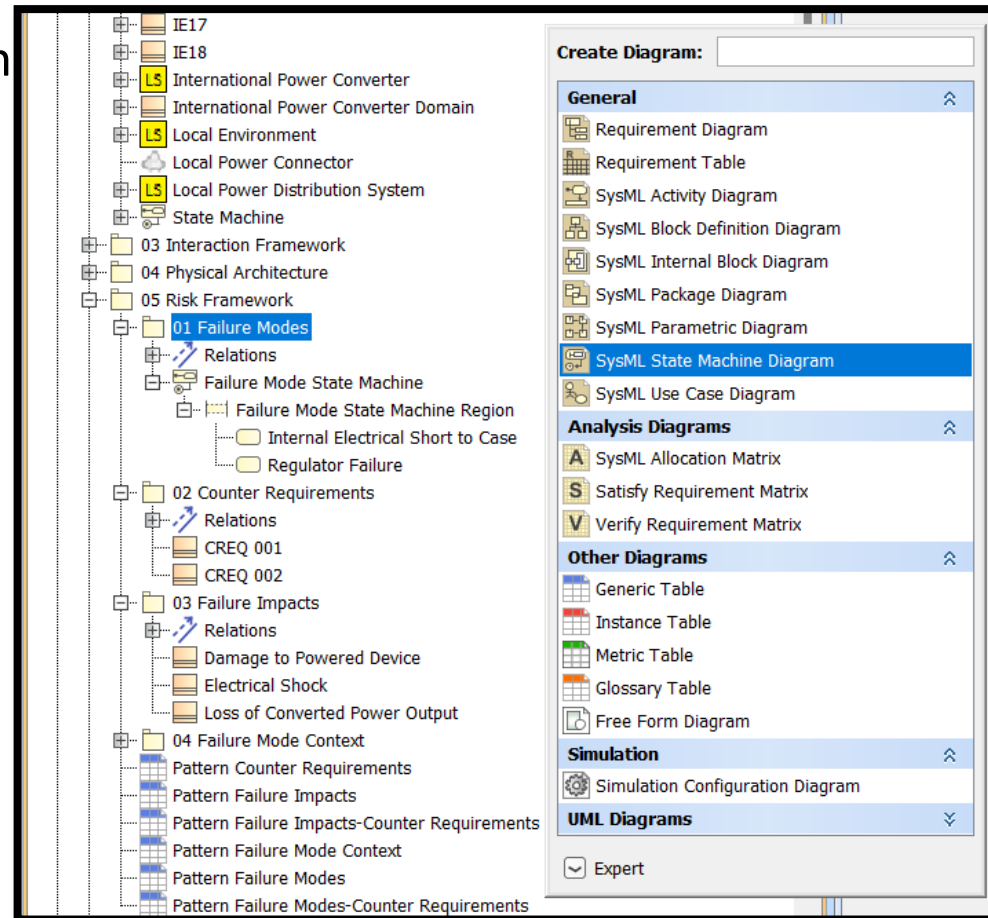 n
IE17
IE18
LS International Power Converter
International Power Converter Domain
LS Local Environment
Local Power Connector
LS Local Power Distribution System
State Machine
03 Interaction Framework
04 Physical Architecture
05 Risk Framework
01 Failure Modes
Relations
Failure Mode State Machine
Failure Mode State Machine Region
Internal Electrical Short to Case
Regulator Failure
02 Counter Requirements
Relations
CREQ 001
CREQ 002
03 Failure Impacts
Relations
Damage to Powered Device
Electrical Shock
Loss of Converted Power Output
04 Failure Mode Context
Pattern Counter Requirements
Pattern Failure Impacts
Pattern Failure Impacts-Counter Requirements
Pattern Failure Mode Context
Pattern Failure Modes
Pattern Failure Modes-Counter Requirements
Create Diagram:
General
Requirement Diagram
R Requirement Table
SysML Activity Diagram
SysML Block Definition Diagram
SysML Internal Block Diagram
SysML Package Diagram
SysML Parametric Diagram
SysML State Machine Diagram
SysML Use Case Diagram
Analysis Diagrams
A SysML Allocation Matrix
S Satisfy Requirement Matrix
V Verify Requirement Matrix
Other Diagrams
Generic Table
Instance Table
Metric Table
Glossary Table
Free Form Diagram
Simulation
Simulation Configuration Diagram
UML Diagrams
Expert